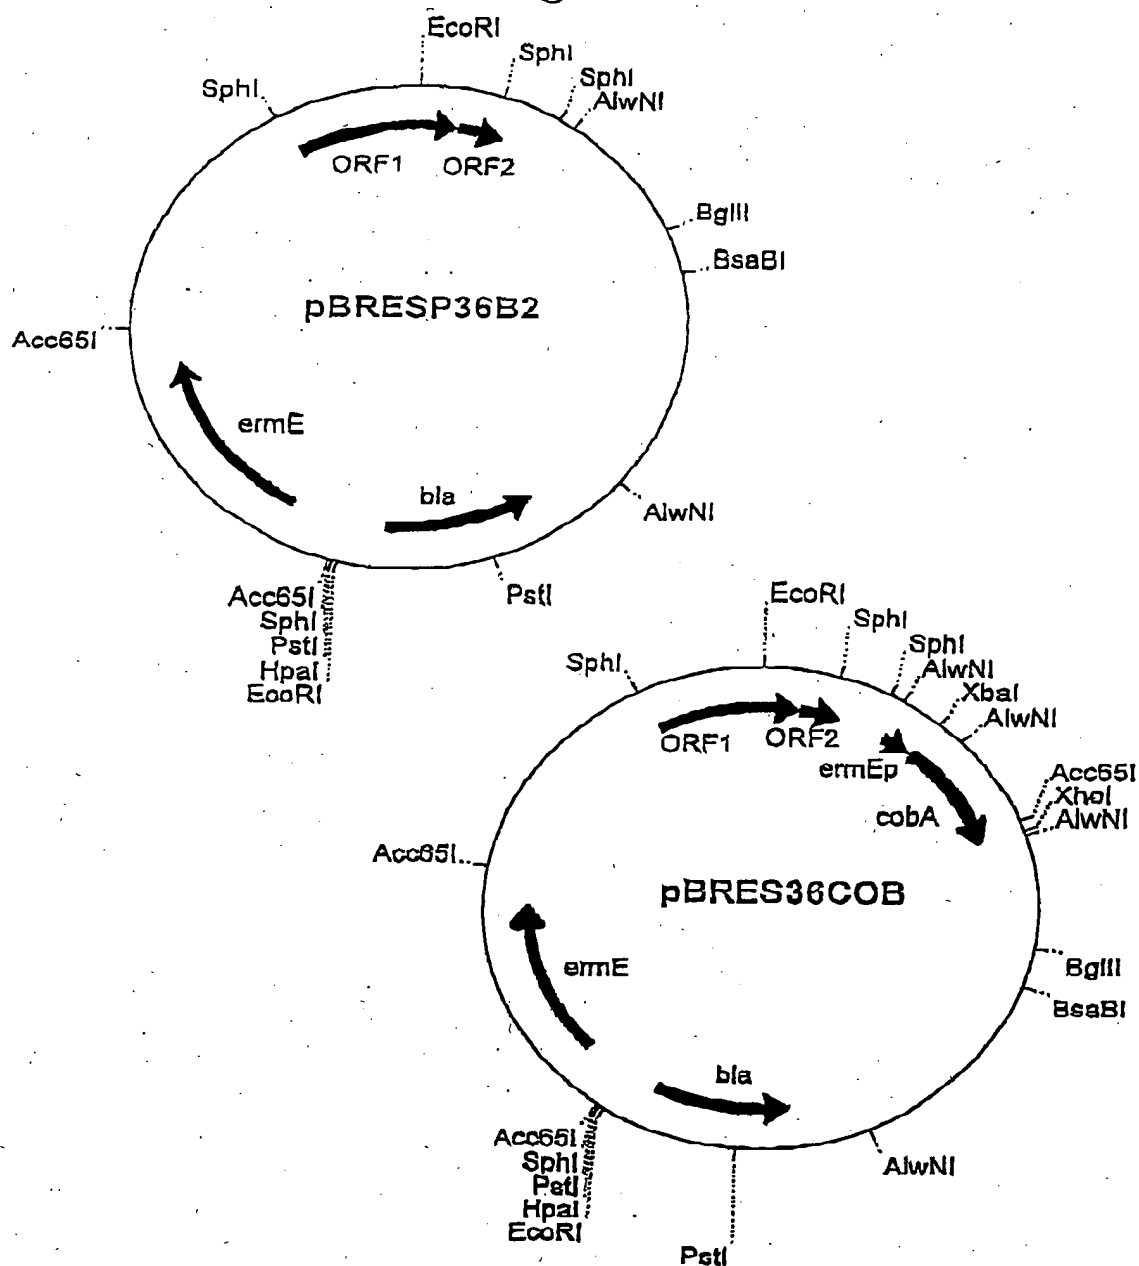 EcoRI
SphI
SphI
SphI
AlwNI
ORF1
ORF2
BglII
BsaBI
pBRESP36B2
Acc65I
ermE
bla
AlwNI
Acc65I
SphI
PstI
HpaI
EcoRI
PstI
EcoRI
SphI
SphI
SphI
AlwNI
XbaI
AlwNI
ORF1
ORF2
ermEp
cobA
Acc65I
XhoI
AlwNI
Acc65I
pBRES36COB
ermE
BglII
BsaBI
bla
Acc65I
SphI
PstI
HpaI
EcoRI
AlwNI
PstI